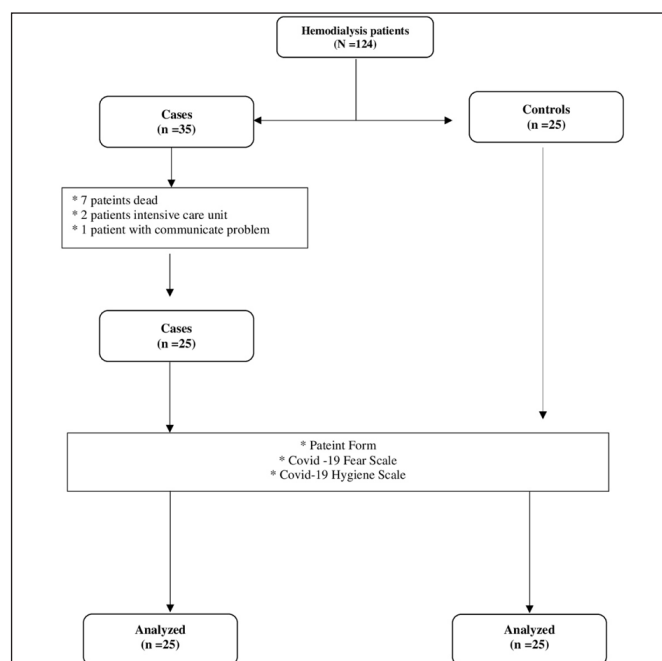 Hemodialysis patients
(N =124)
Cases
(n =35)
Controls
(n =25)
* 7 pateints dead
* 2 patients intensive care unit
* 1 patient with communicate problem
Cases
(n =25)
* Pateint Form
* Covid -19 Fear Scale
* Covid-19 Hygiene Scale
Analyzed
(n =25)
Analyzed
(n =25)